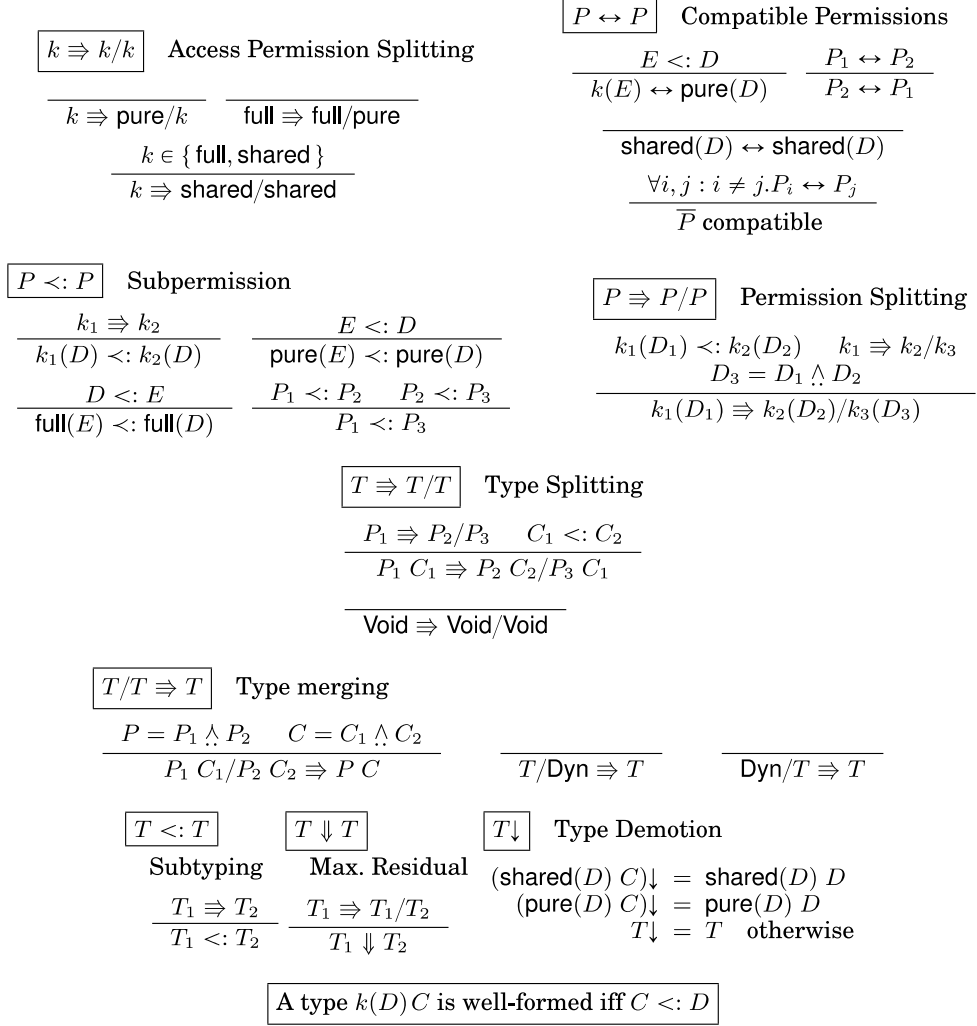 k ⇛ k/k Access Permission Splitting
k ⇛ pure/k
full ⇛ full/pure
k ∈ { full, shared }
k ⇛ shared/shared
P ↔ P Compatible Permissions
E <: D
k(E) ↔ pure(D)
P₁ ↔ P₂
P₂ ↔ P₁
shared(D) ↔ shared(D)
∀i, j : i ≠ j.Pᵢ ↔ Pⱼ
P̅ compatible
P ≺: P Subpermission
k₁ ⇛ k₂
k₁(D) ≺: k₂(D)
E <: D
pure(E) ≺: pure(D)
D <: E
full(E) ≺: full(D)
P₁ ≺: P₂ P₂ ≺: P₃
P₁ ≺: P₃
P ⇛ P/P Permission Splitting
k₁(D₁) ≺: k₂(D₂) k₁ ⇛ k₂/k₃
D₃ = D₁ ⩑ D₂
k₁(D₁) ⇛ k₂(D₂)/k₃(D₃)
T ⇛ T/T Type Splitting
P₁ ⇛ P₂/P₃ C₁ <: C₂
P₁ C₁ ⇛ P₂ C₂/P₃ C₁
Void ⇛ Void/Void
T/T ⇛ T Type merging
P = P₁ ⋏.. P₂ C = C₁ ∧.. C₂
P₁ C₁/P₂ C₂ ⇛ P C
T/Dyn ⇛ T
Dyn/T ⇛ T
T <: T
Subtyping
T₁ ⇛ T₂
T₁ <: T₂
T ⇓ T
Max. Residual
T₁ ⇛ T₁/T₂
T₁ ⇓ T₂
T↓ Type Demotion
(shared(D) C)↓ = shared(D) D
(pure(D) C)↓ = pure(D) D
T↓ = T otherwise
A type k(D) C is well-formed iff C <: D